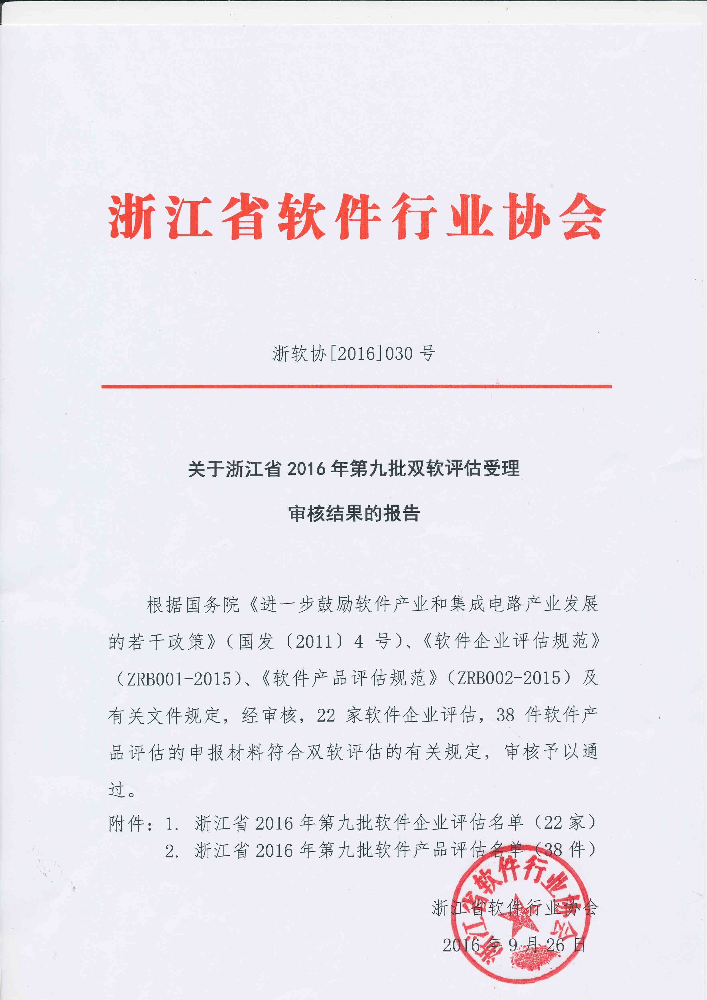 浙江省软件行业协会
浙软协[2016]030 号
关于浙江省 2016 年第九批双软评估受理
审核结果的报告
根据国务院《进一步鼓励软件产业和集成电路产业发展
的若干政策》（国发〔2011〕4 号）、《软件企业评估规范》
（ZRB001-2015）、《软件产品评估规范》（ZRB002-2015）及
有关文件规定，经审核，22 家软件企业评估，38 件软件产
品评估的申报材料符合双软评估的有关规定，审核予以通
过。
附件：1. 浙江省 2016 年第九批软件企业评估名单（22 家）
2. 浙江省 2016 年第九批软件产品评估名单（38 件）
浙江省软件行业协会
浙江省软件行业协会
2016 年 9 月 26 日